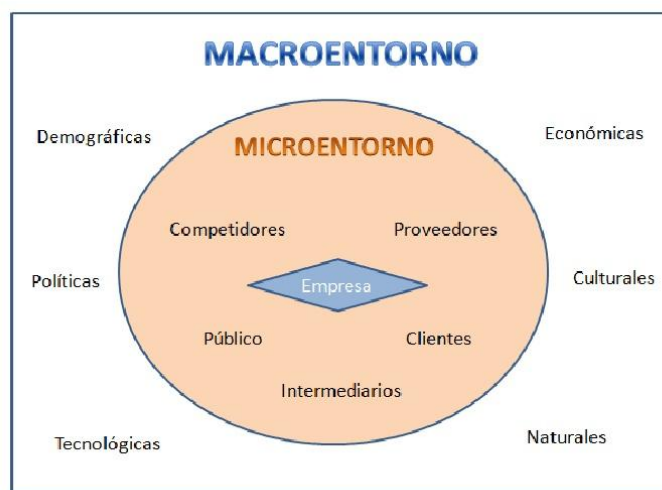 MACROENTORNO
Demográficas
Económicas
MICROENTORNO
Competidores
Proveedores
Políticas
Empresa
Culturales
Público
Clientes
Intermediarios
Tecnológicas
Naturales